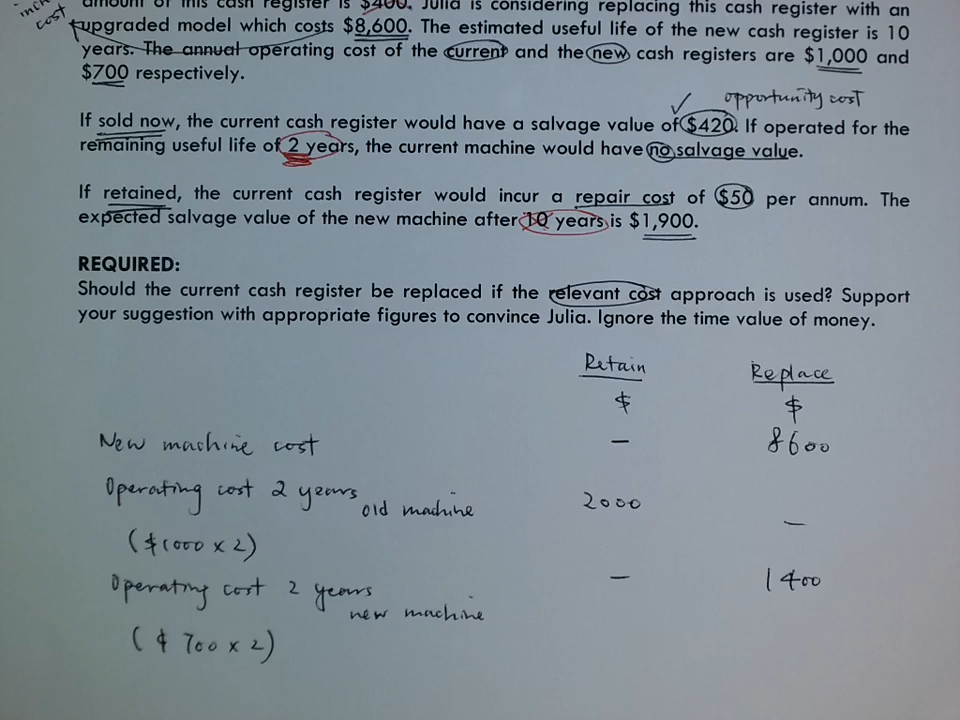 cost
amount of this cash register is $400. Julia is considering replacing this cash register with an
upgraded model which costs $8,600. The estimated useful life of the new cash register is 10
years. The annual operating cost of the current and the new cash registers are $1,000 and
$700 respectively.
opportunity cost
If sold now, the current cash register would have a salvage value of $420. If operated for the
remaining useful life of 2 years, the current machine would have no salvage value.
If retained, the current cash register would incur a repair cost of $50 per annum. The
expected salvage value of the new machine after 10 years is $1,900.
REQUIRED:
Should the current cash register be replaced if the relevant cost approach is used? Support
your suggestion with appropriate figures to convince Julia. Ignore the time value of money.
Retain Replace
$ $
New machine cost – 8600
Operating cost 2 years old machine 2000 –
($1000 x 2)
Operating cost 2 years new machine – 1400
($700 x 2)